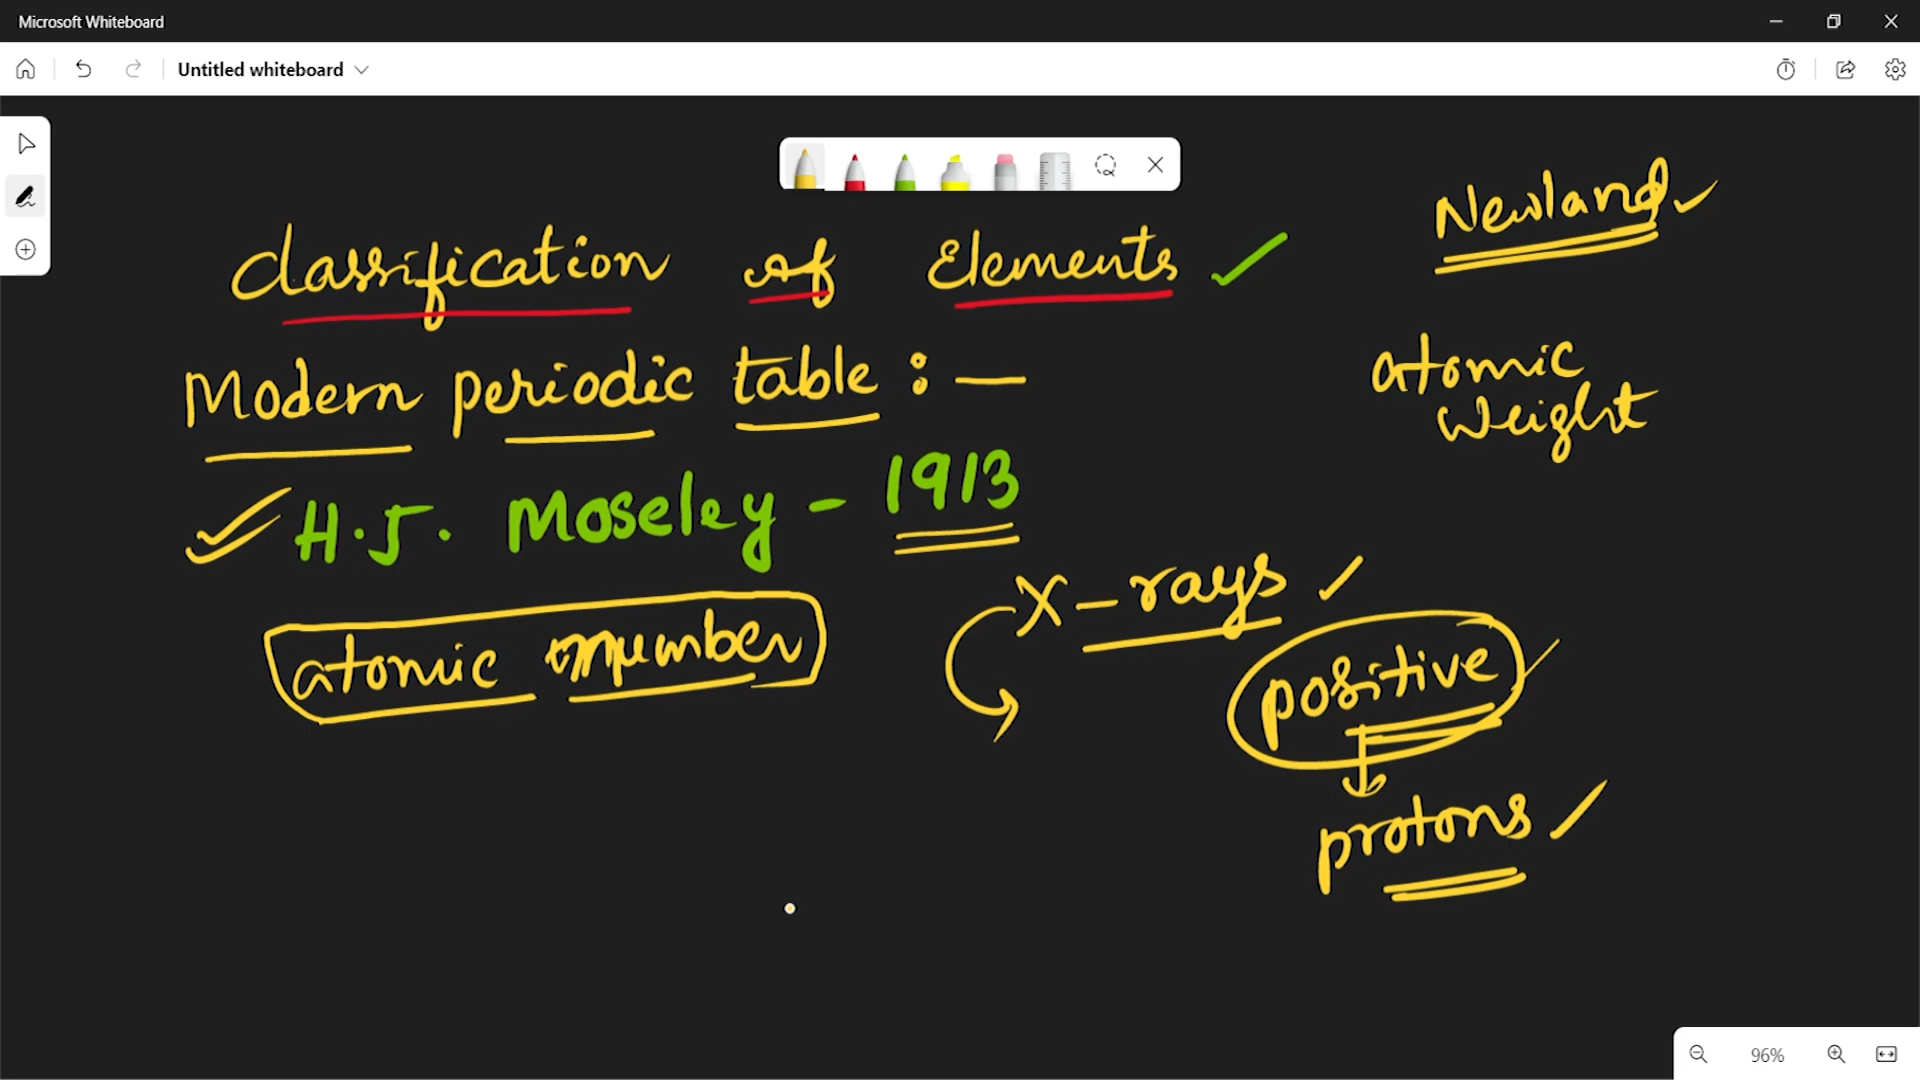 Microsoft Whiteboard
Untitled whiteboard
Newland
Classification of Elements
Modern periodic table : —
atomic
weight
H.J. Moseley - 1913
X-rays
atomic number
positive
protons
96%